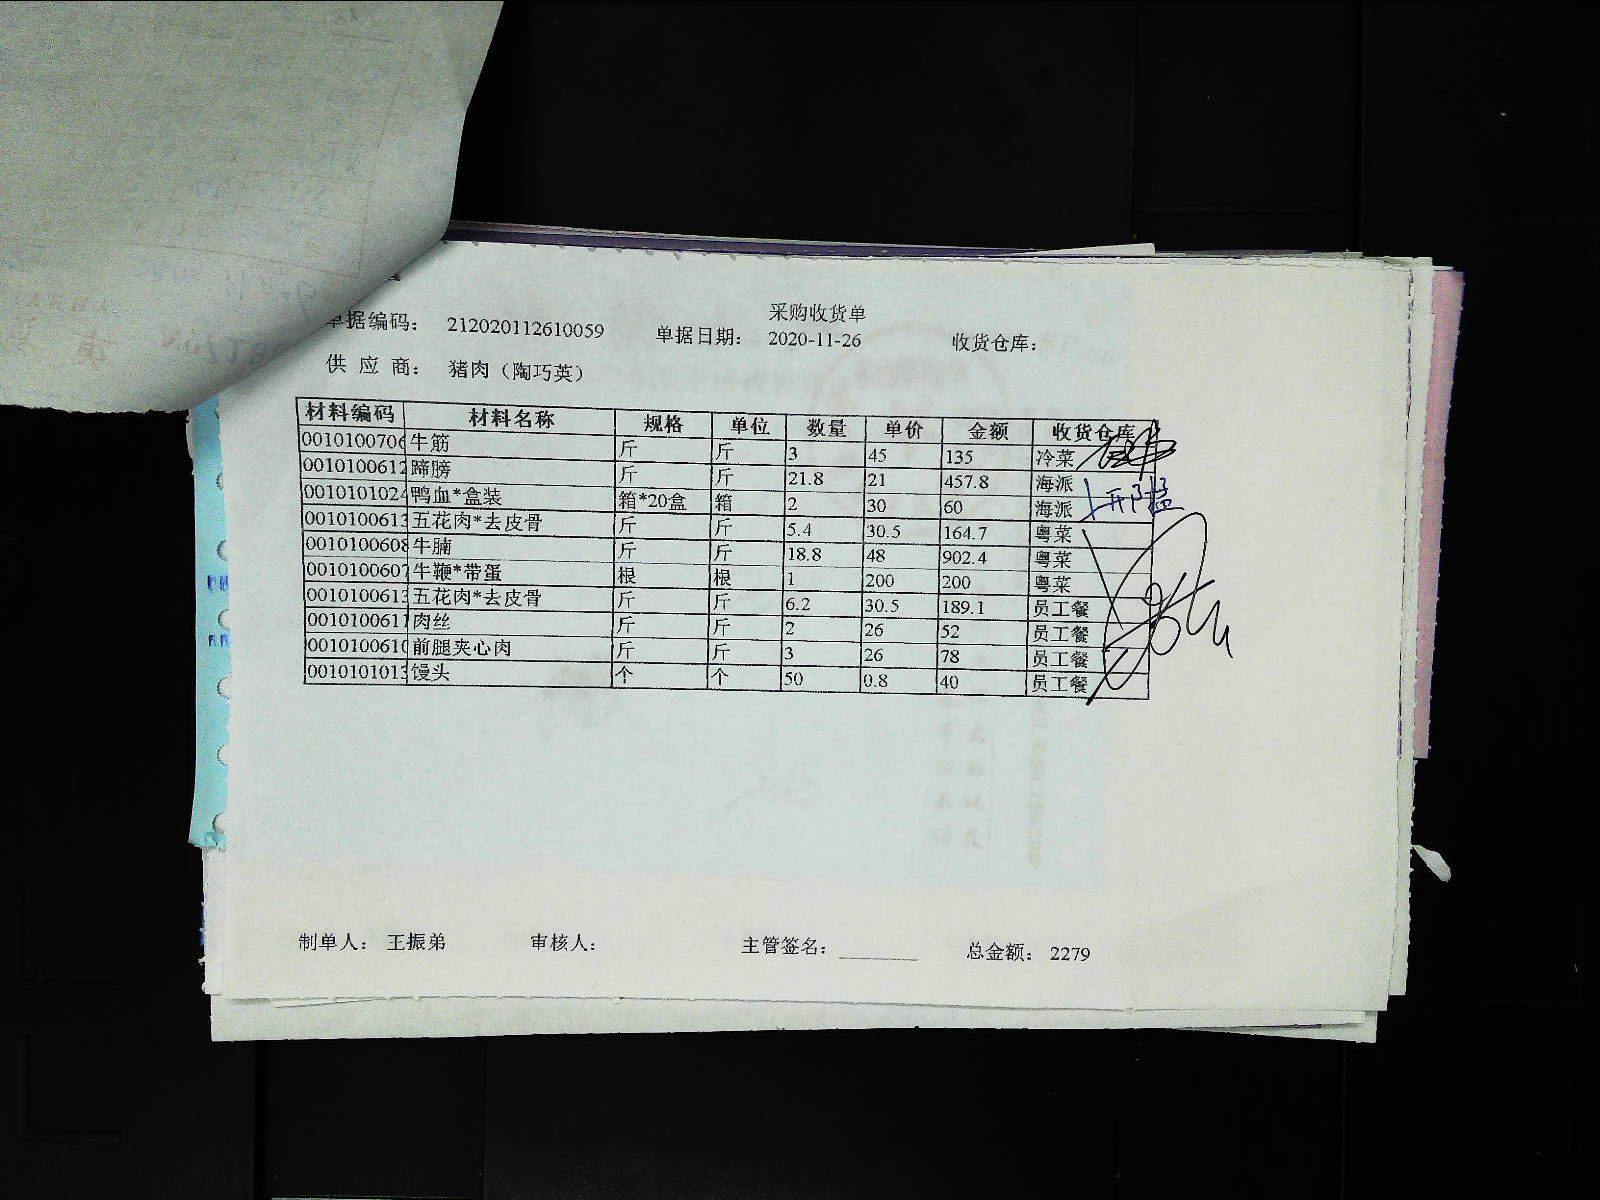 采购收货单
单据编码： 212020112610059 单据日期： 2020-11-26 收货仓库：
供 应 商： 猪肉（陶巧英）
材料编码 材料名称 规格 单位 数量 单价 金额 收货仓库
0010100706 牛筋 斤 斤 3 45 135 冷菜
0010100612 蹄膀 斤 斤 21.8 21 457.8 海派
0010101024 鸭血*盒装 箱*20盒 箱 2 30 60 海派
0010100613 五花肉*去皮骨 斤 斤 5.4 30.5 164.7 粤菜
0010100608 牛腩 斤 斤 18.8 48 902.4 粤菜
0010100607 牛鞭*带蛋 根 根 1 200 200 粤菜
0010100613 五花肉*去皮骨 斤 斤 6.2 30.5 189.1 员工餐
0010100611 肉丝 斤 斤 2 26 52 员工餐
0010100610 前腿夹心肉 斤 斤 3 26 78 员工餐
0010101013 馒头 个 个 50 0.8 40 员工餐
制单人： 王振弟 审核人： 主管签名： 总金额： 2279